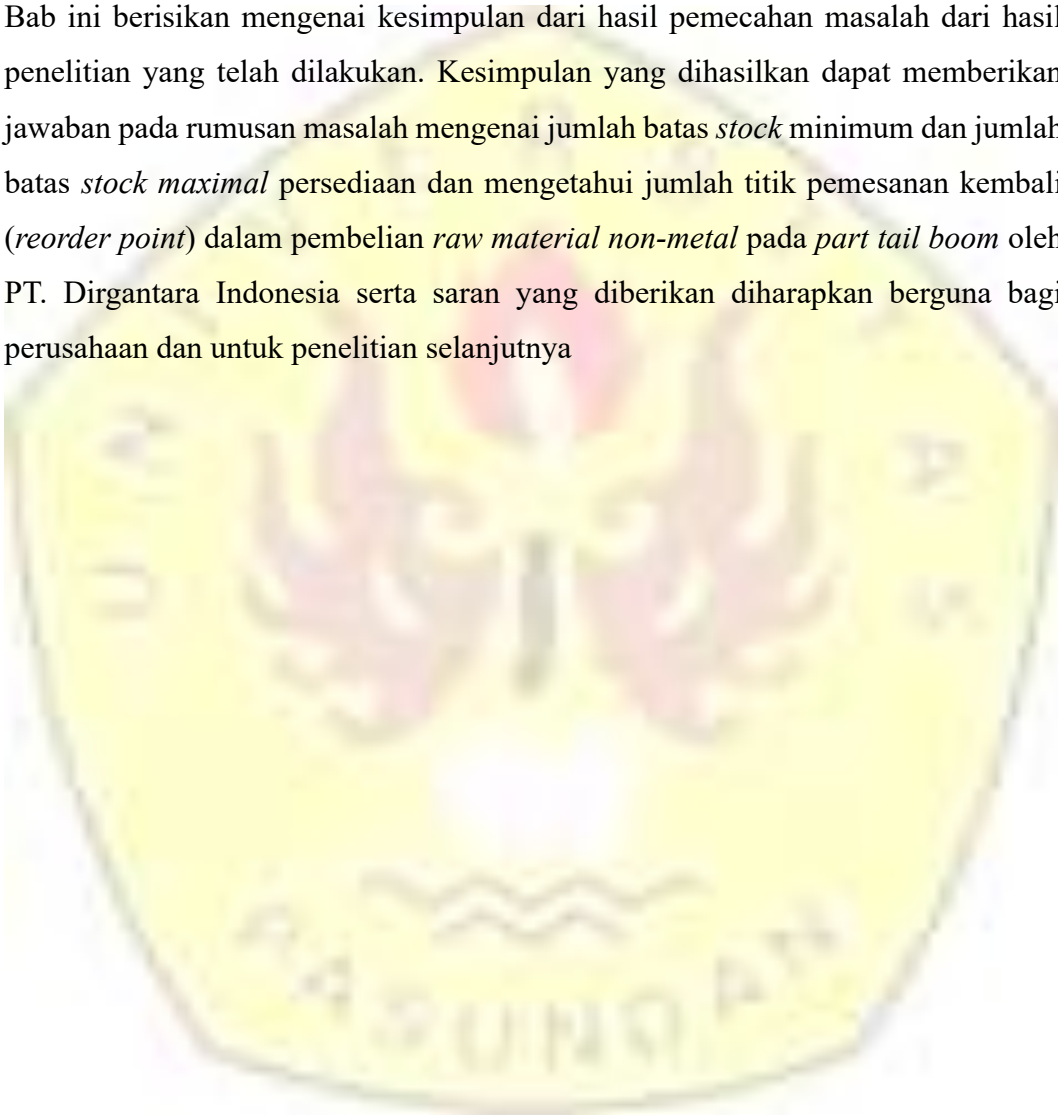 Bab ini berisikan mengenai kesimpulan dari hasil pemecahan masalah dari hasil
penelitian yang telah dilakukan. Kesimpulan yang dihasilkan dapat memberikan
jawaban pada rumusan masalah mengenai jumlah batas stock minimum dan jumlah
batas stock maximal persediaan dan mengetahui jumlah titik pemesanan kembali
(reorder point) dalam pembelian raw material non-metal pada part tail boom oleh
PT. Dirgantara Indonesia serta saran yang diberikan diharapkan berguna bagi
perusahaan dan untuk penelitian selanjutnya